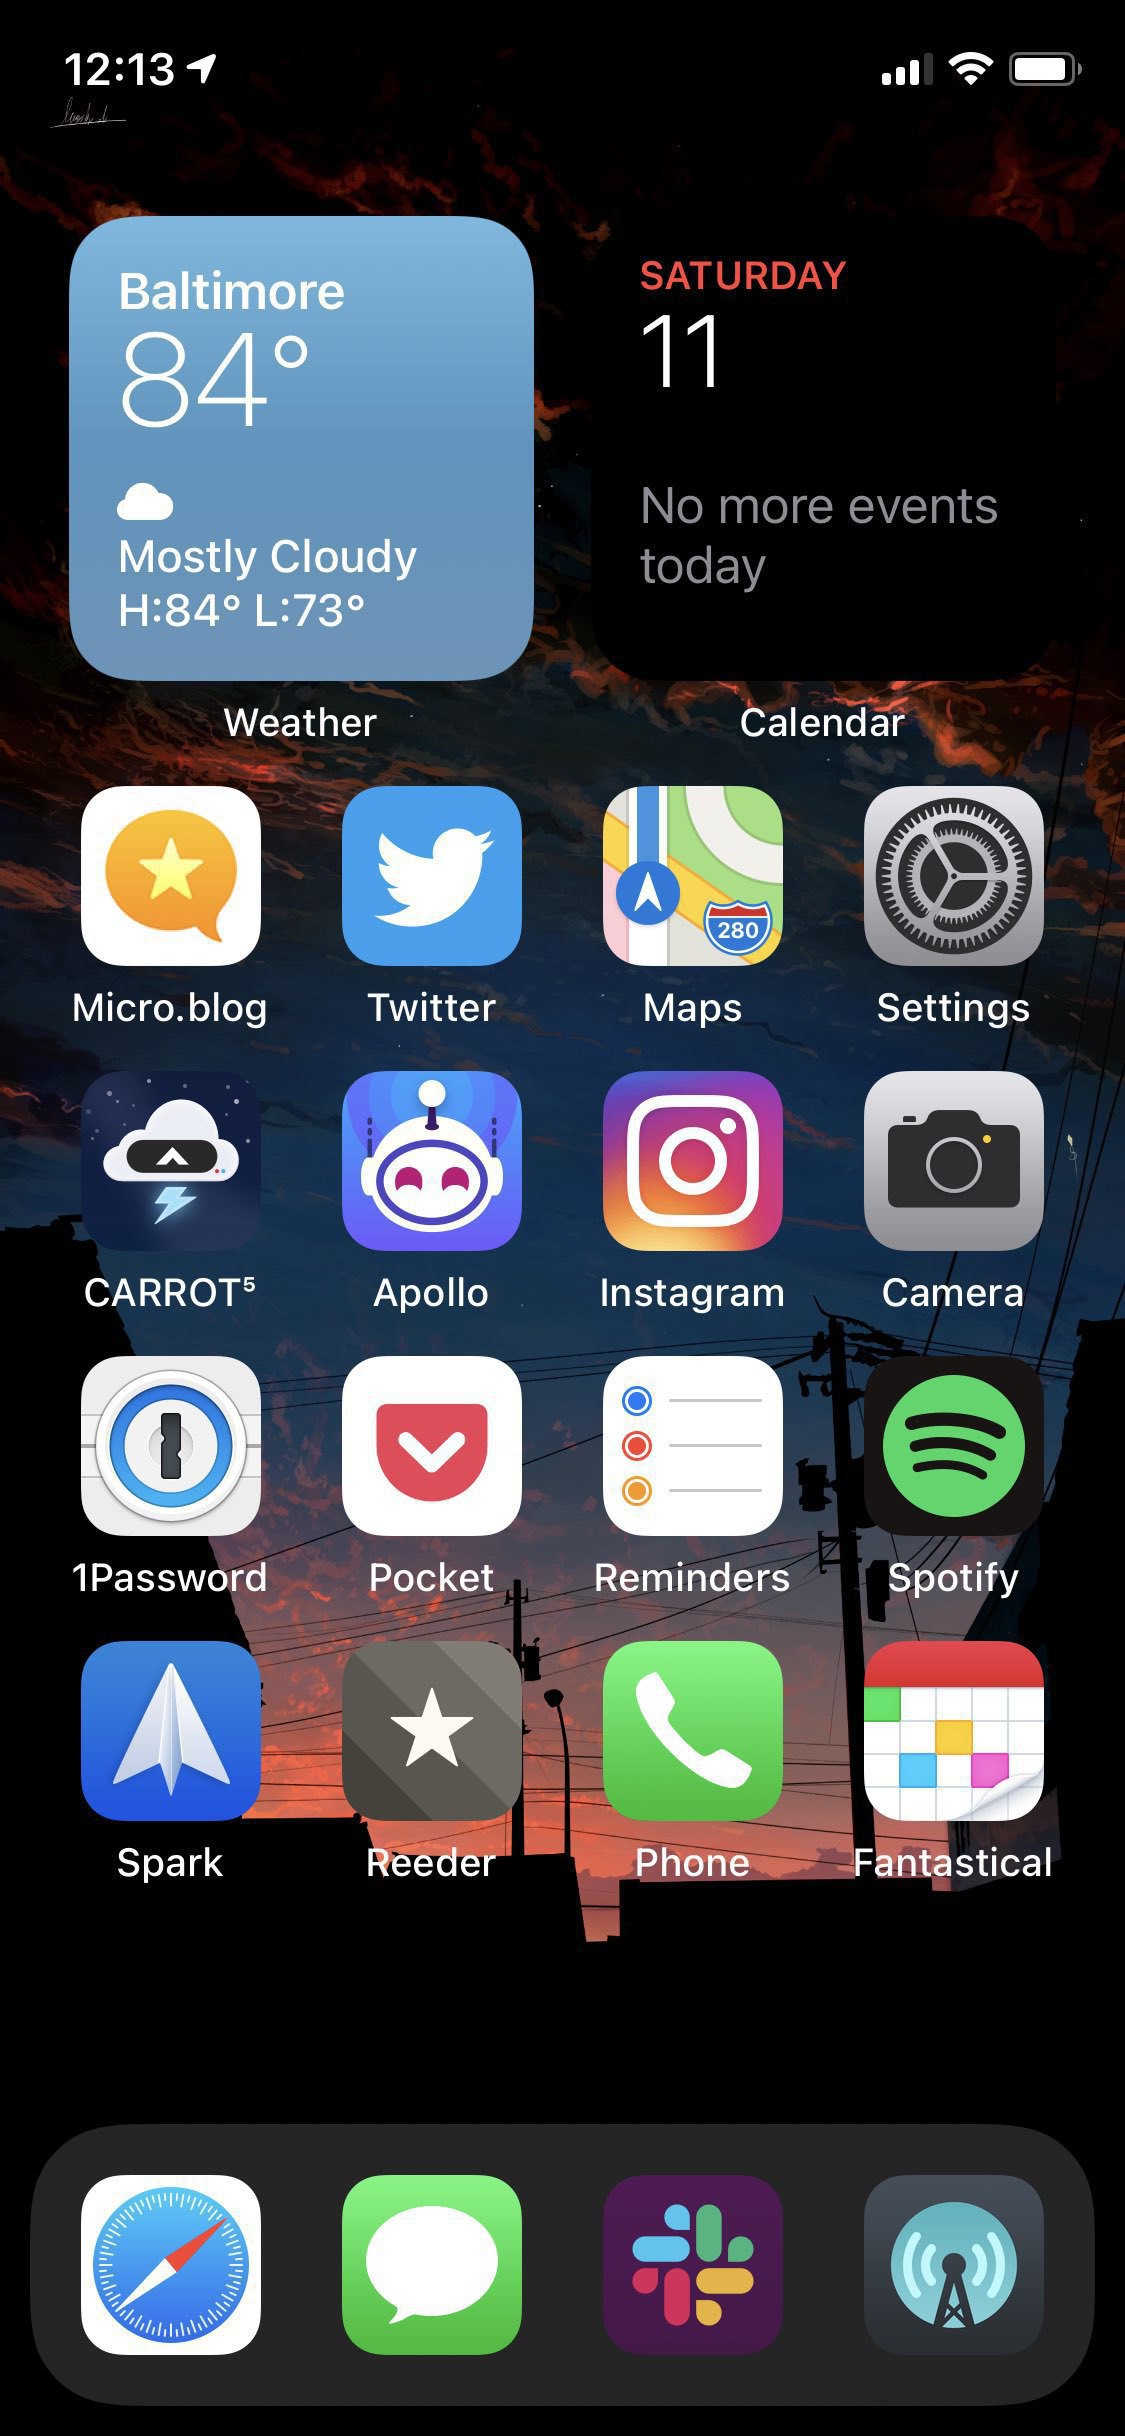 12:13
Baltimore
84°
Mostly Cloudy
H:84° L:73°
Weather
SATURDAY
11
No more events
today
Calendar
280
Micro.blog
Twitter
Maps
Settings
CARROT⁵
Apollo
Instagram
Camera
1Password
Pocket
Reminders
Spotify
Spark
Reeder
Phone
Fantastical